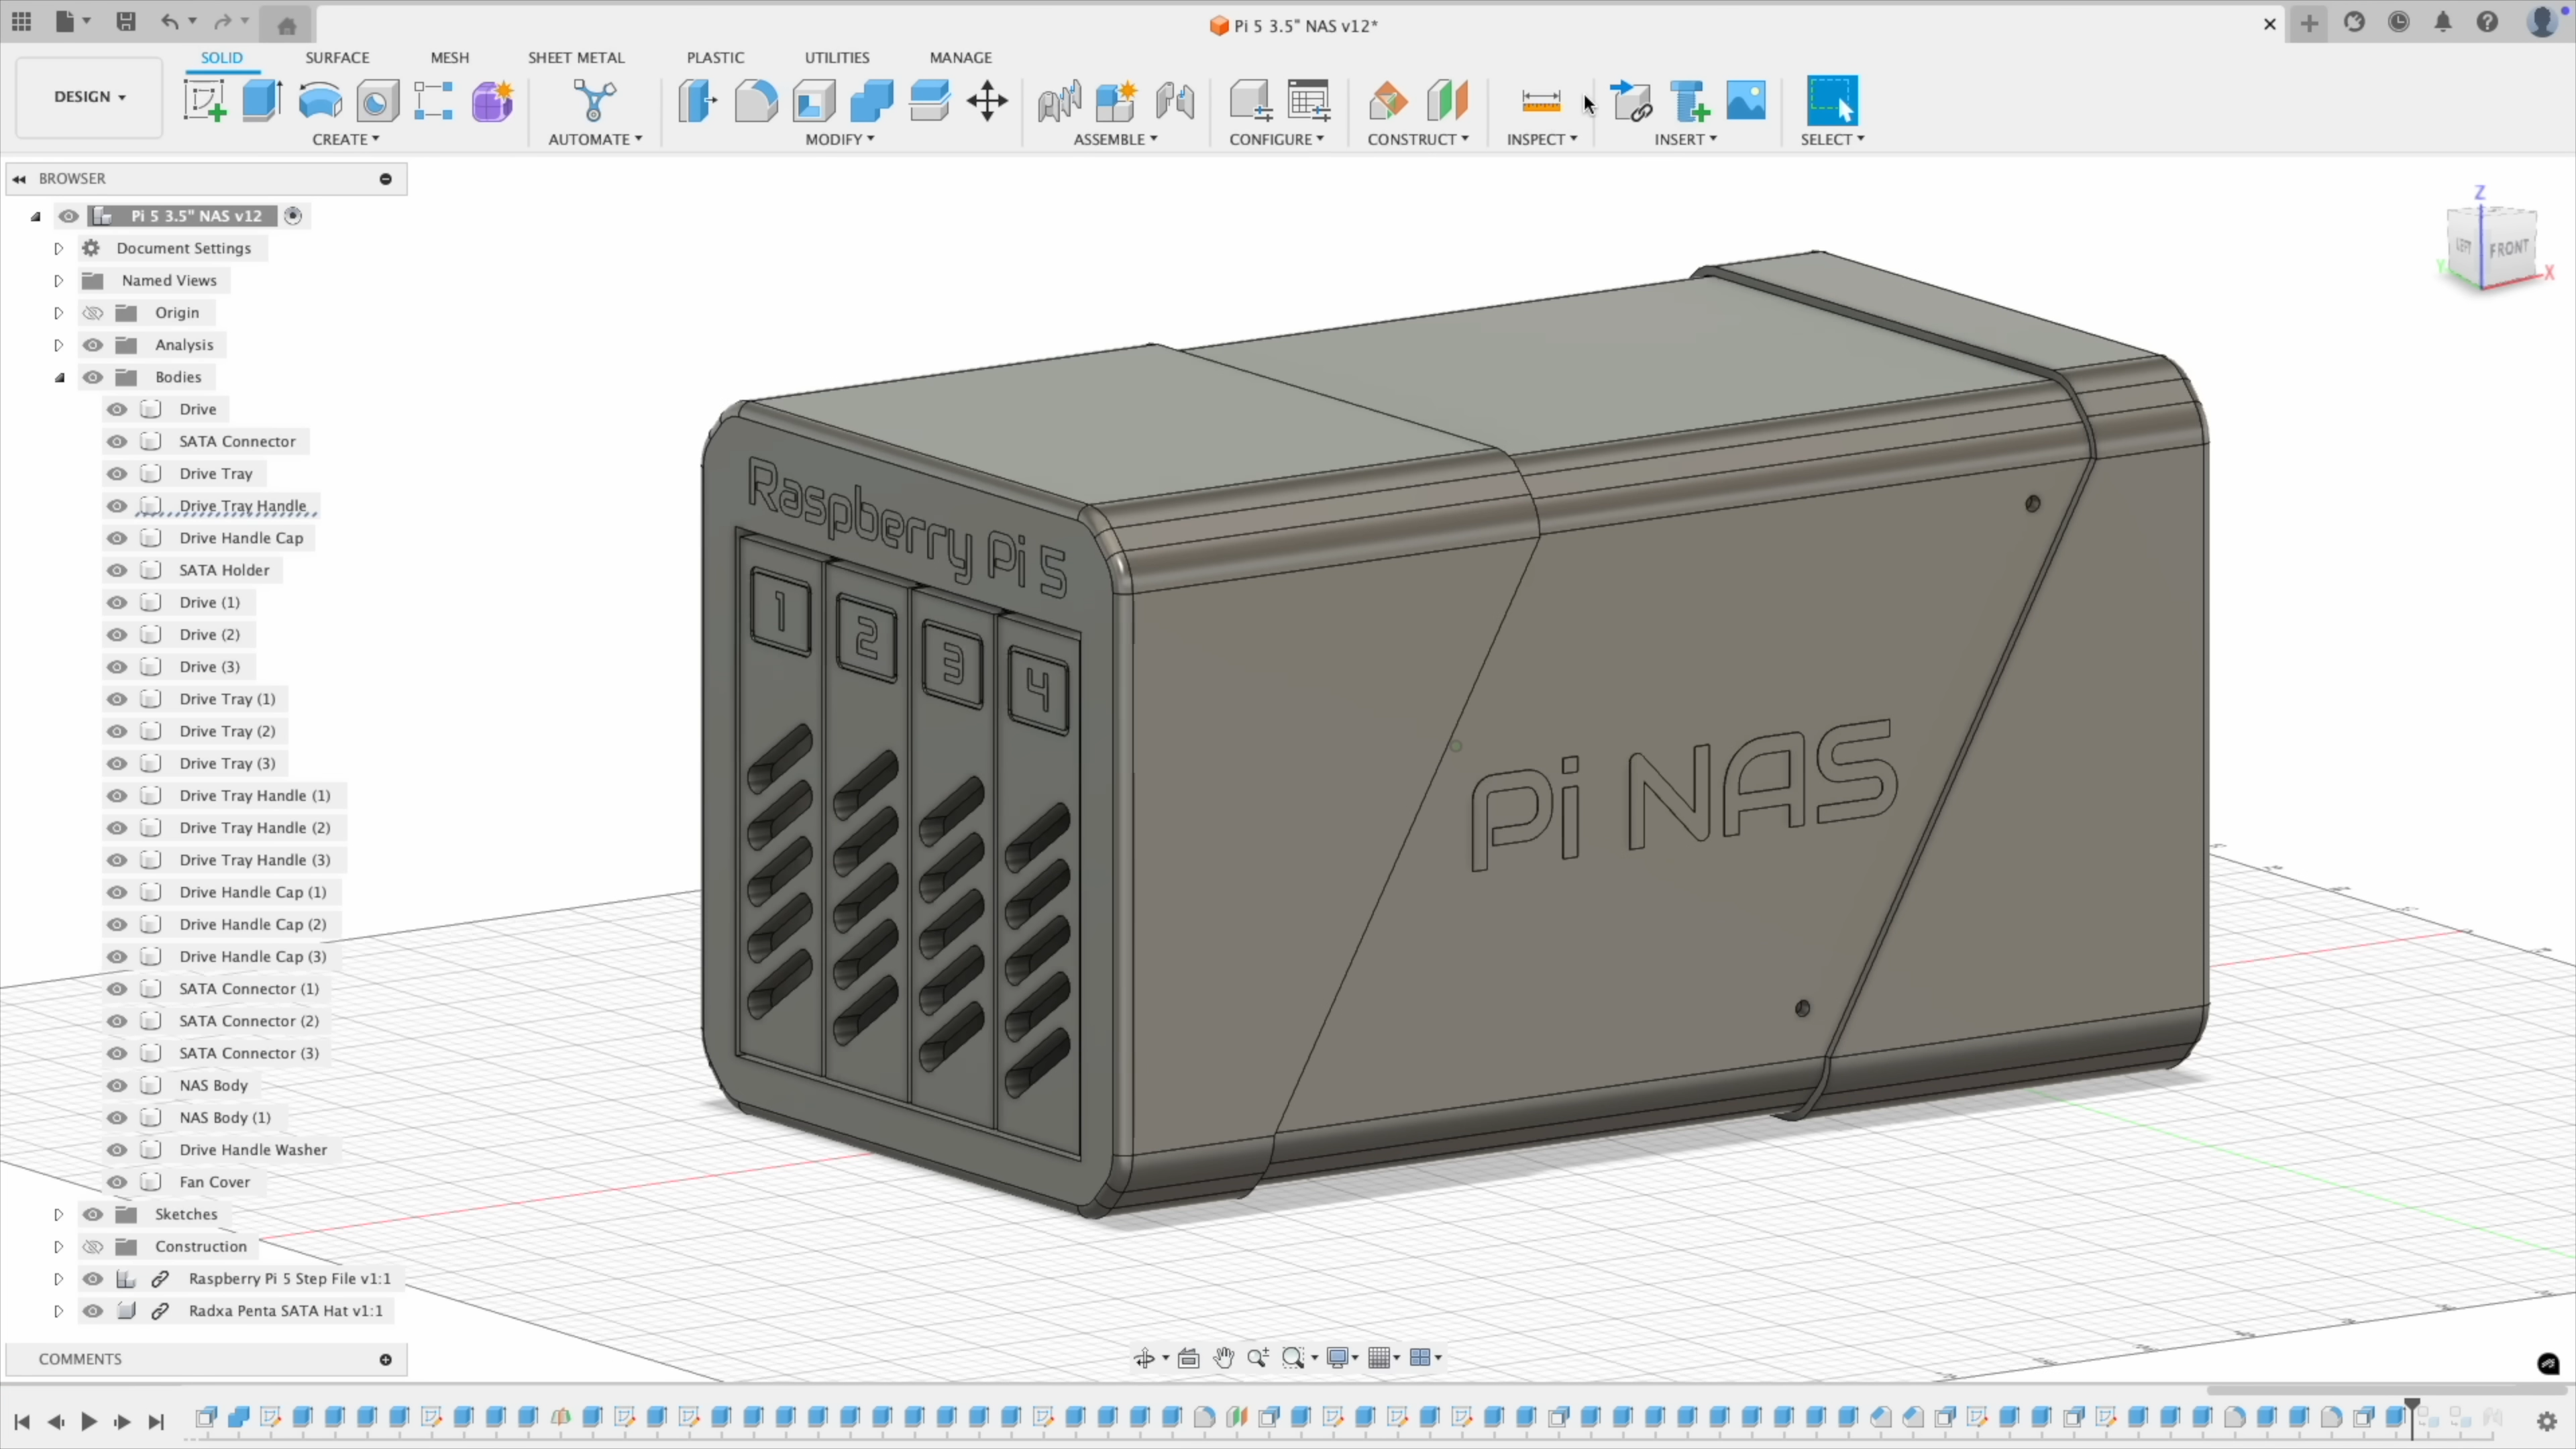 Pi 5 3.5" NAS v12*
SOLID SURFACE MESH SHEET METAL PLASTIC UTILITIES MANAGE
DESIGN
CREATE AUTOMATE MODIFY ASSEMBLE CONFIGURE CONSTRUCT INSPECT INSERT SELECT
BROWSER
Pi 5 3.5" NAS v12
Document Settings
Named Views
Origin
Analysis
Bodies
Drive
SATA Connector
Drive Tray
Drive Tray Handle
Drive Handle Cap
SATA Holder
Drive (1)
Drive (2)
Drive (3)
Drive Tray (1)
Drive Tray (2)
Drive Tray (3)
Drive Tray Handle (1)
Drive Tray Handle (2)
Drive Tray Handle (3)
Drive Handle Cap (1)
Drive Handle Cap (2)
Drive Handle Cap (3)
SATA Connector (1)
SATA Connector (2)
SATA Connector (3)
NAS Body
NAS Body (1)
Drive Handle Washer
Fan Cover
Sketches
Construction
Raspberry Pi 5 Step File v1:1
Radxa Penta SATA Hat v1:1
COMMENTS
Raspberry Pi 5
1 2 3 4
Pi NAS
Z
LEFT FRONT
Y X